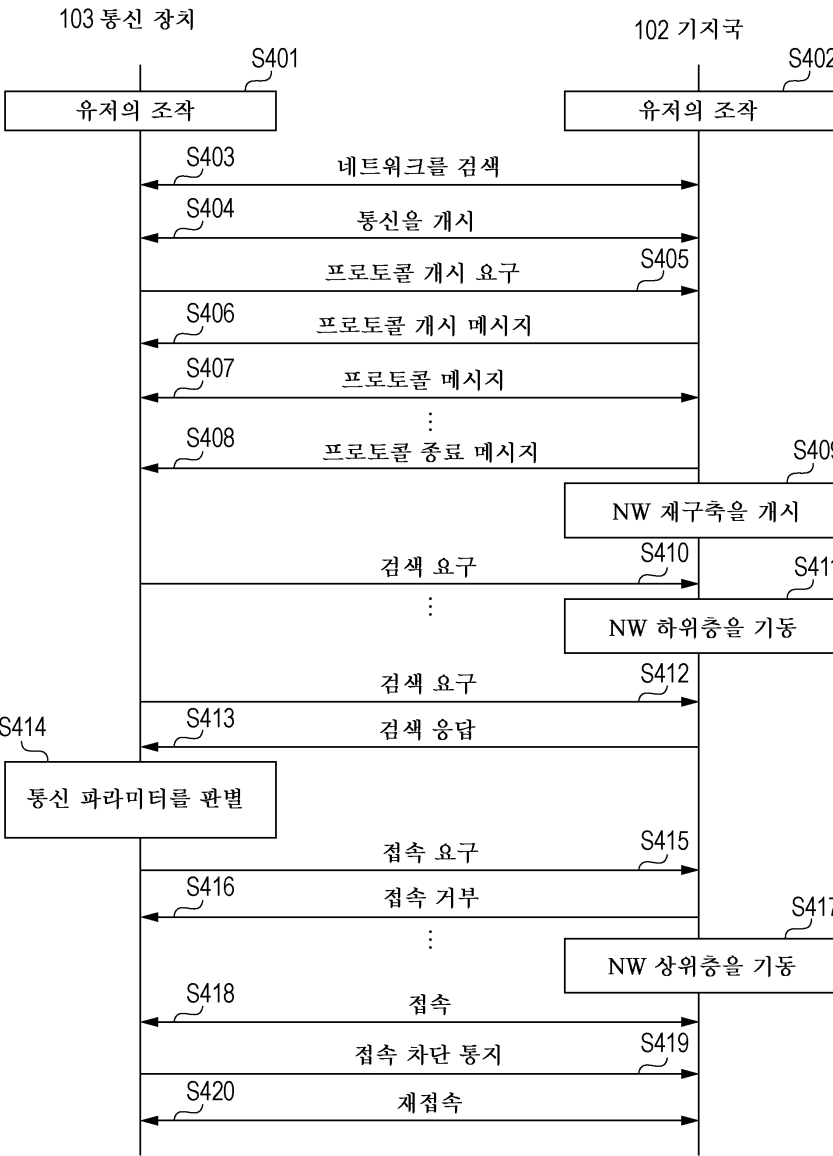 103 통신 장치
102 기지국
S401
S402
유저의 조작
유저의 조작
S403
네트워크를 검색
S404
통신을 개시
프로토콜 개시 요구
S405
S406
프로토콜 개시 메시지
S407
프로토콜 메시지
⋮
S408
프로토콜 종료 메시지
S409
NW 재구축을 개시
검색 요구
S410
⋮
S411
NW 하위층을 기동
검색 요구
S412
S413
검색 응답
S414
통신 파라미터를 판별
접속 요구
S415
S416
접속 거부
⋮
S417
NW 상위층을 기동
S418
접속
접속 차단 통지
S419
S420
재접속